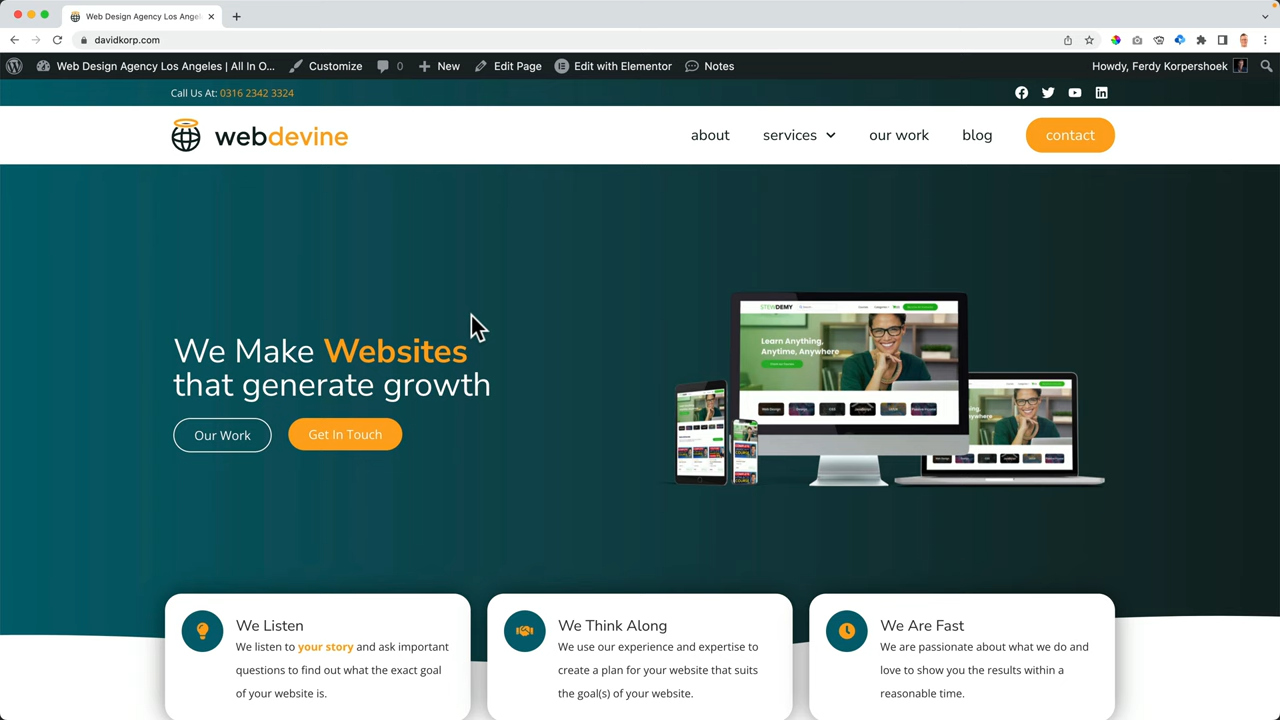 Web Design Agency Los Angel
davidkorp.com
Web Design Agency Los Angeles | All In O...
Customize
0
New
Edit Page
Edit with Elementor
Notes
Howdy, Ferdy Korpershoek
Call Us At: 0316 2342 3324
webdevine
about
services
our work
blog
contact
We Make Websites
that generate growth
Our Work
Get In Touch
STEWDEMY
Learn Anything,
Anytime, Anywhere
We Listen
We listen to your story and ask important
questions to find out what the exact goal
of your website is.
We Think Along
We use our experience and expertise to
create a plan for your website that suits
the goal(s) of your website.
We Are Fast
We are passionate about what we do and
love to show you the results within a
reasonable time.